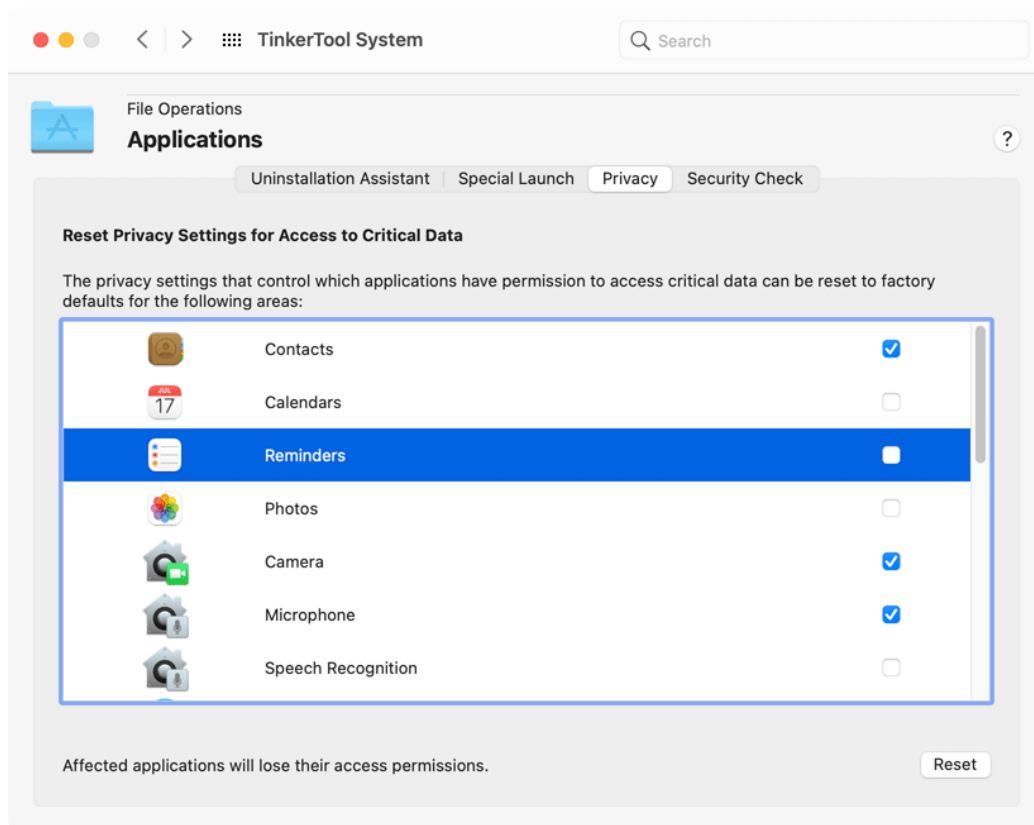 TinkerTool System
Search
File Operations
Applications
?
Uninstallation Assistant
Special Launch
Privacy
Security Check
Reset Privacy Settings for Access to Critical Data
The privacy settings that control which applications have permission to access critical data can be reset to factory
defaults for the following areas:
Contacts
JUL
17
Calendars
Reminders
Photos
Camera
Microphone
Speech Recognition
Affected applications will lose their access permissions.
Reset